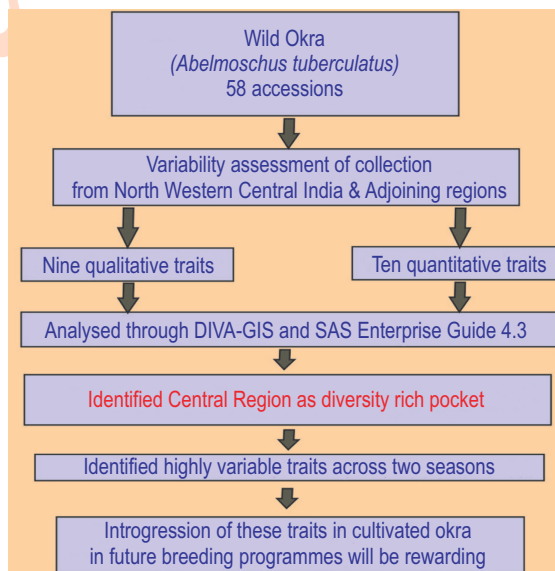 Wild Okra
(Abelmoschus tuberculatus)
58 accessions
Variability assessment of collection
from North Western Central India & Adjoining regions
Nine qualitative traits
Ten quantitative traits
Analysed through DIVA-GIS and SAS Enterprise Guide 4.3
Identified Central Region as diversity rich pocket
Identified highly variable traits across two seasons
Introgression of these traits in cultivated okra
in future breeding programmes will be rewarding